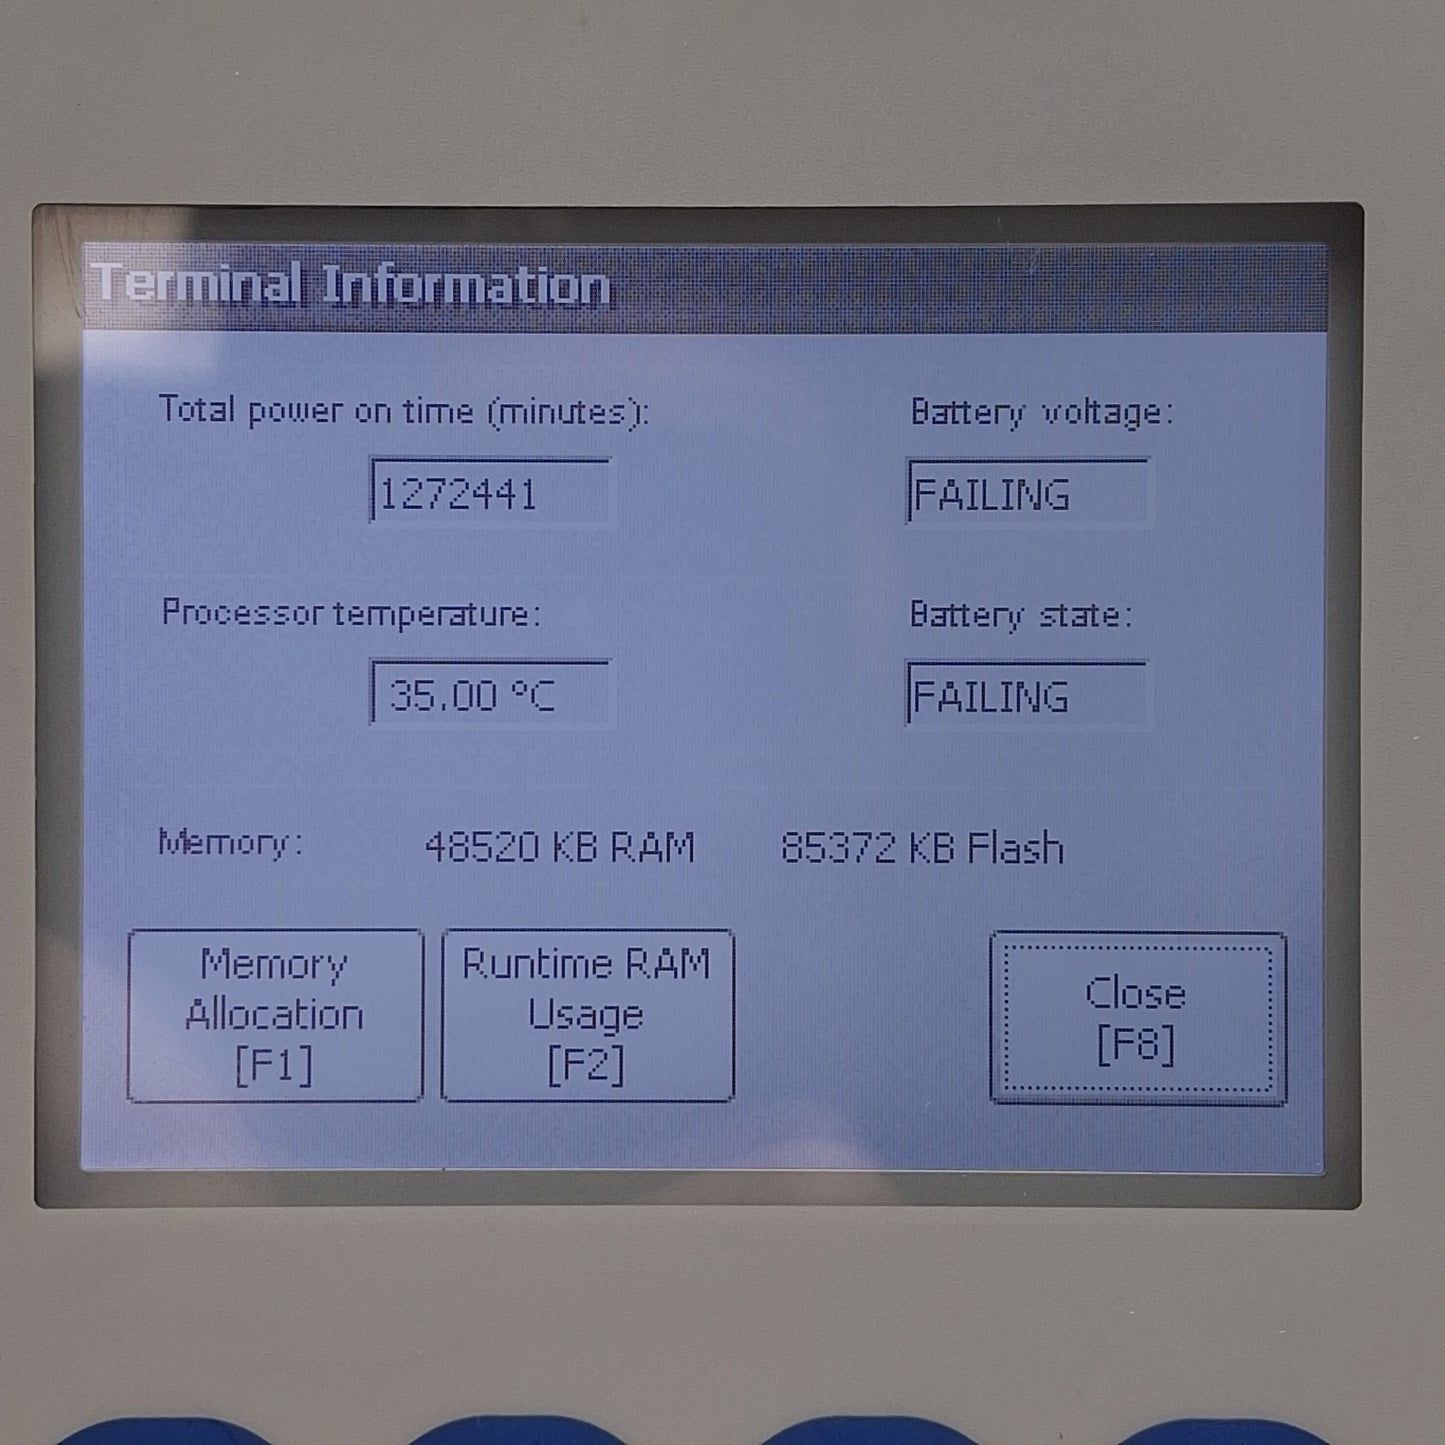 Terminal Information
Total power on time (minutes):
Battery voltage:
1272441
FAILING
Processor temperature:
Battery state:
35.00 ºC
FAILING
Memory: 48520 KB RAM 85372 KB Flash
Memory
Allocation
[F1]
Runtime RAM
Usage
[F2]
Close
[F8]